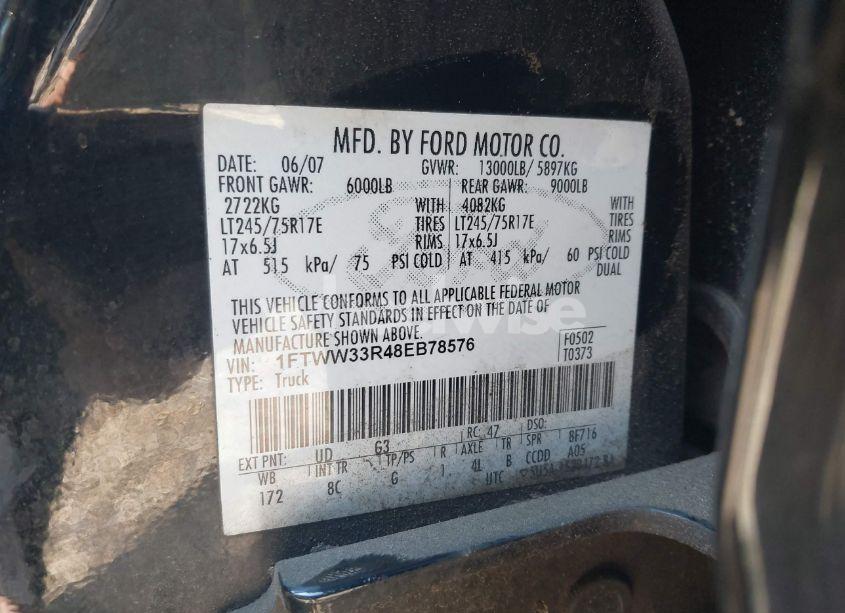 MFD. BY FORD MOTOR CO.
DATE: 06/07 GVWR: 13000LB/ 5897KG
FRONT GAWR: 6000LB REAR GAWR: 9000LB
2722KG WITH 4082KG WITH
LT245/75R17E TIRES LT245/75R17E TIRES
17x6.5J RIMS 17x6.5J RIMS
AT 515 kPa/ 75 PSI COLD AT 415 kPa/ 60 PSI COLD
DUAL
THIS VEHICLE CONFORMS TO ALL APPLICABLE FEDERAL MOTOR
VEHICLE SAFETY STANDARDS IN EFFECT ON THE DATE OF
MANUFACTURE SHOWN ABOVE.
VIN: 1FTWW33R48EB78576 F0502
TYPE: Truck T0373
EXT PNT: UD G3 RC: 47 DSO:
WB INT TR TP/PS R AXLE TR SPR 8F716
172 8C G 1 4L B CCDD A05
UTC